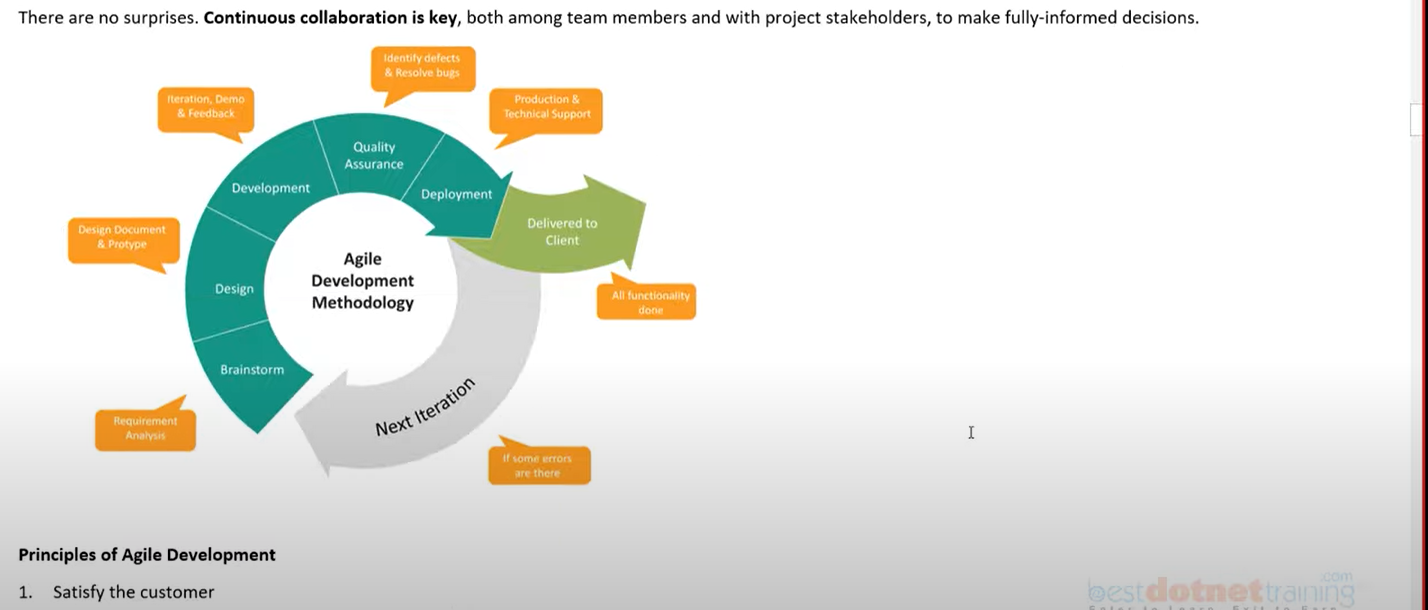 There are no surprises. Continuous collaboration is key, both among team members and with project stakeholders, to make fully-informed decisions.
Identify defects
& Resolve bugs
Iteration, Demo
& Feedback
Production &
Technical Support
Quality
Assurance
Development
Deployment
Design Document
& Protype
Delivered to
Client
Agile
Development
Methodology
Design
All functionality
done
Brainstorm
Next Iteration
Requirement
Analysis
If some errors
are there
Principles of Agile Development
1. Satisfy the customer
.com
bestdotnettraining